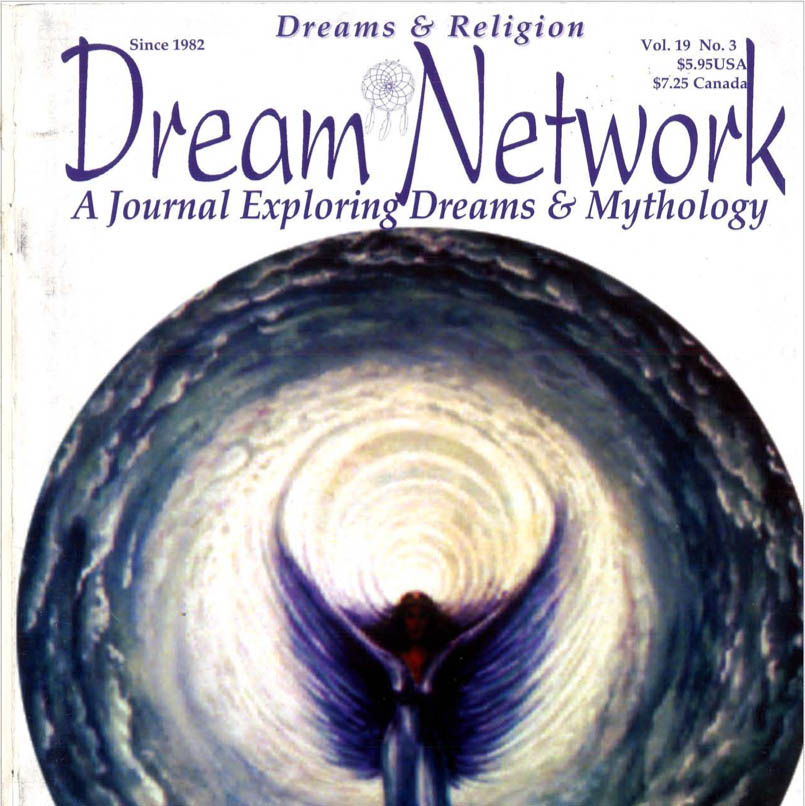 Dreams & Religion
Since 1982
Vol. 19 No. 3
$5.95USA
$7.25 Canada
Dream Network
A Journal Exploring Dreams & Mythology